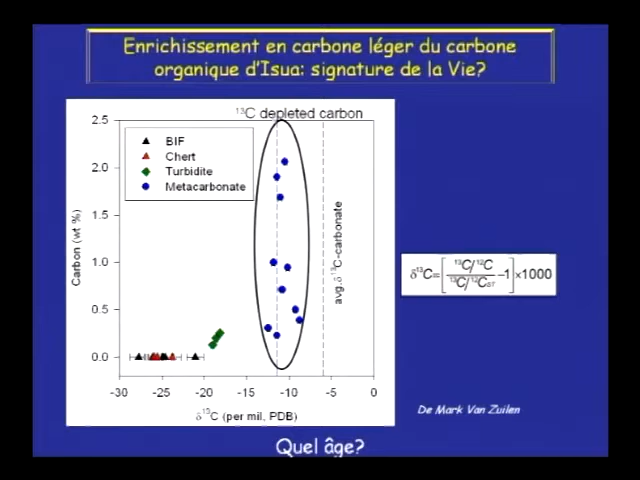 Enrichissement en carbone léger du carbone
organique d'Isua: signature de la Vie?
¹³C depleted carbon
2.5
2.0
1.5
1.0
0.5
0.0
Carbon (wt %)
BIF
Chert
Turbidite
Metacarbonate
avg.δ¹³C-carbonate
-30 -25 -20 -15 -10 -5 0
δ¹³C (per mil, PDB)
δ¹³C=[¹³C/¹²C / ¹³C/¹²C_ST −1]×1000
De Mark Van Zuilen
Quel âge?